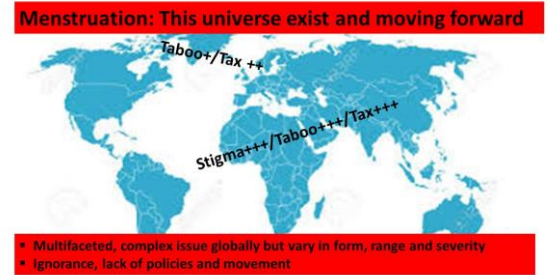 Menstruation: This universe exist and moving forward
Taboo+/Tax ++
Stigma+++/Taboo+++/Tax+++
▪ Multifaceted, complex issue globally but vary in form, range and severity
▪ Ignorance, lack of policies and movement